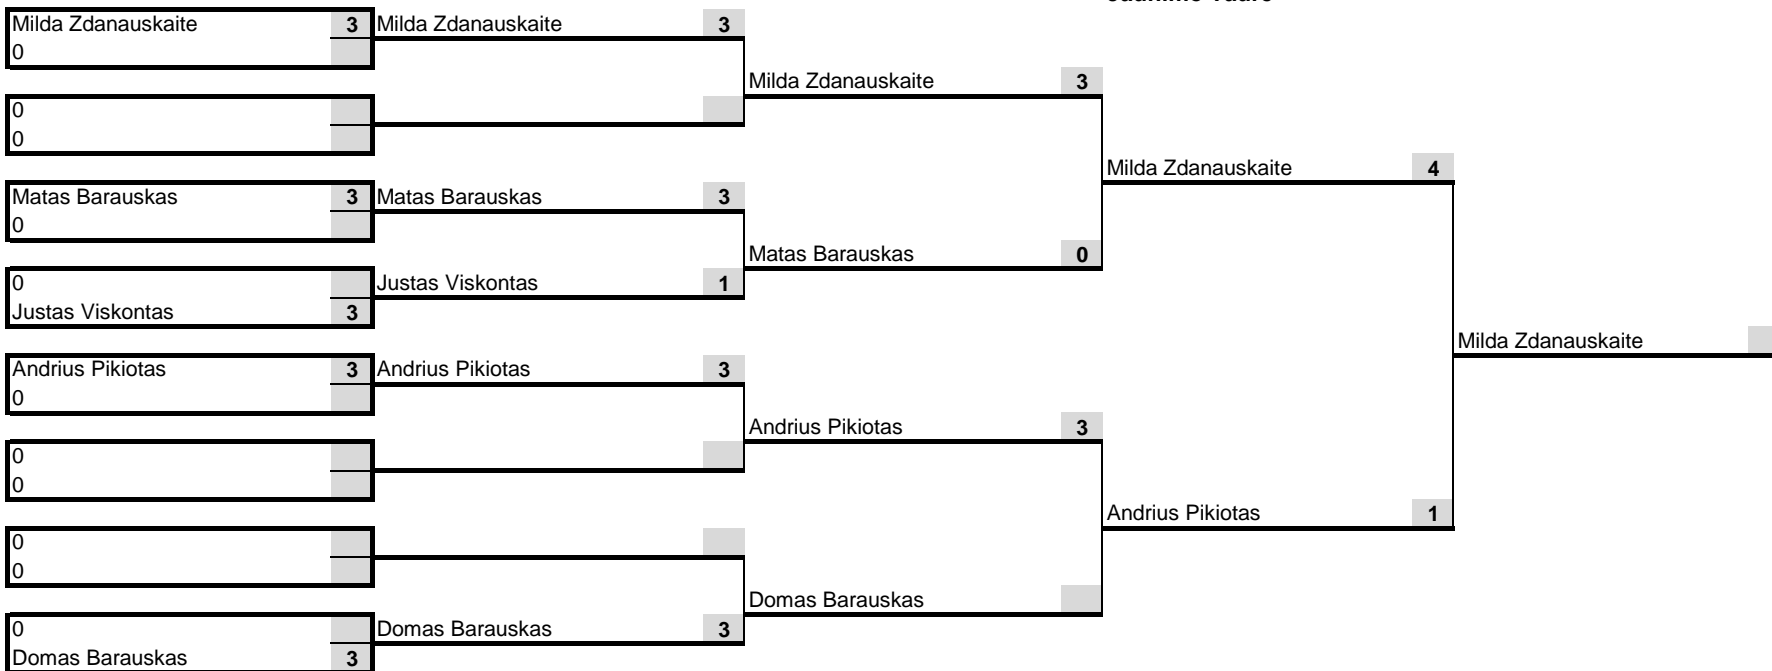 Milda Zdanauskaite 3 Milda Zdanauskaite 3
0
Milda Zdanauskaite 3
0
0
Milda Zdanauskaite 4
Matas Barauskas 3 Matas Barauskas 3
0
Matas Barauskas 0
0 Justas Viskontas 1
Justas Viskontas 3
Milda Zdanauskaite
Andrius Pikiotas 3 Andrius Pikiotas 3
0
Andrius Pikiotas 3
0
0
Andrius Pikiotas 1
0
0
Domas Barauskas
0 Domas Barauskas 3
Domas Barauskas 3